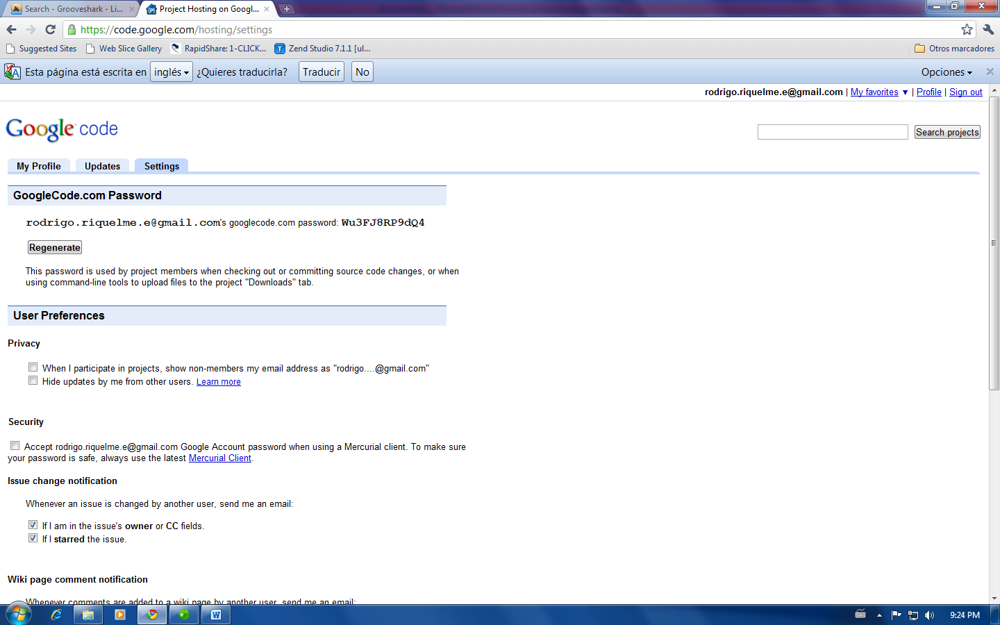 Search - Grooveshark - Li...
Project Hosting on Googl...
https://code.google.com/hosting/settings
Suggested Sites
Web Slice Gallery
RapidShare: 1-CLICK...
Zend Studio 7.1.1 [ul...
Otros marcadores
Esta página está escrita en inglés ¿Quieres traducirla? Traducir No
Opciones
rodrigo.riquelme.e@gmail.com | My favorites ▼ | Profile | Sign out
Google code
Search projects
My Profile
Updates
Settings
GoogleCode.com Password
rodrigo.riquelme.e@gmail.com's googlecode.com password: Wu3FJ8RP9dQ4
Regenerate
This password is used by project members when checking out or committing source code changes, or when
using command-line tools to upload files to the project "Downloads" tab.
User Preferences
Privacy
When I participate in projects, show non-members my email address as "rodrigo....@gmail.com"
Hide updates by me from other users. Learn more
Security
Accept rodrigo.riquelme.e@gmail.com Google Account password when using a Mercurial client. To make sure
your password is safe, always use the latest Mercurial Client.
Issue change notification
Whenever an issue is changed by another user, send me an email:
If I am in the issue's owner or CC fields.
If I starred the issue.
Wiki page comment notification
Whenever comments are added to a wiki page by another user, send me an email:
9:24 PM